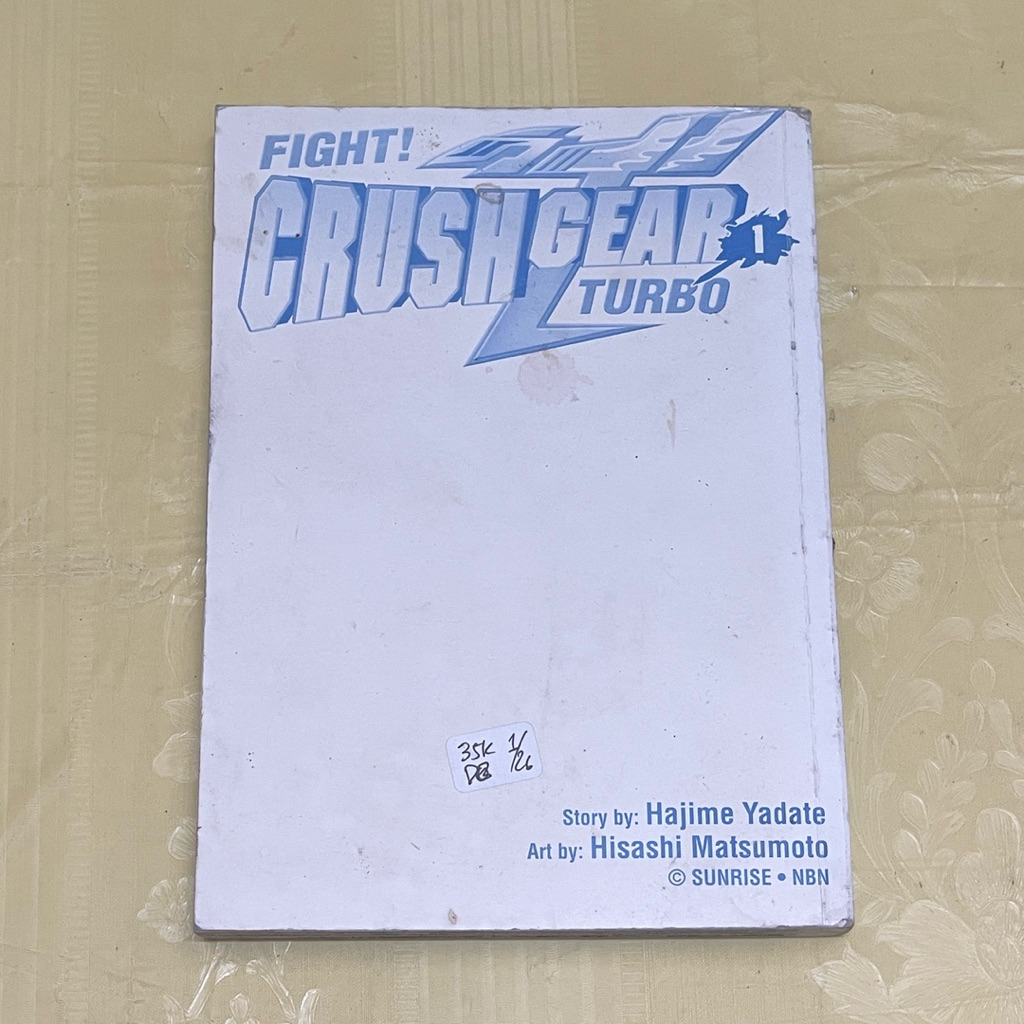 FIGHT!
CRUSH GEAR
1
TURBO
35K 1/26
DB
Story by: Hajime Yadate
Art by: Hisashi Matsumoto
© SUNRISE • NBN